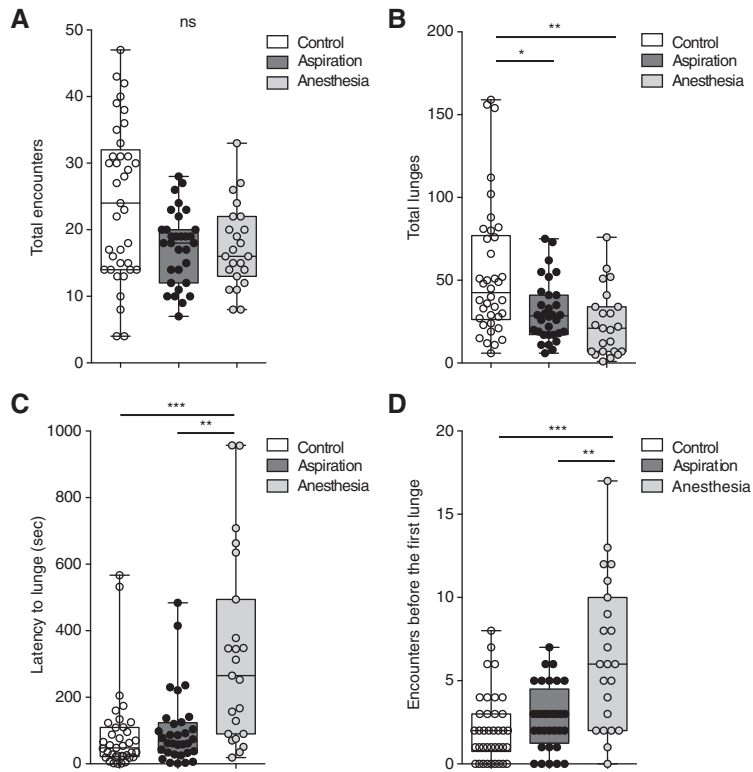 A
ns
Total encounters
50
40
30
20
10
0
Control
Aspiration
Anesthesia
B
**
*
Total lunges
200
150
100
50
0
Control
Aspiration
Anesthesia
C
***
**
Latency to lunge (sec)
1000
800
600
400
200
0
Control
Aspiration
Anesthesia
D
***
**
Encounters before the first lunge
20
15
10
5
0
Control
Aspiration
Anesthesia